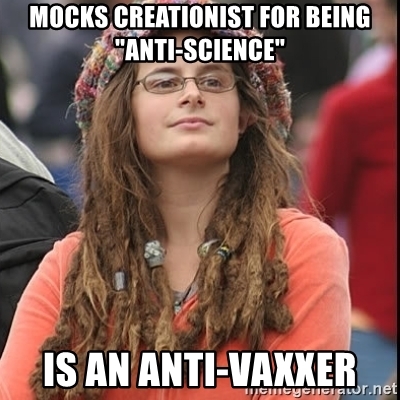 MOCKS CREATIONIST FOR BEING
"ANTI-SCIENCE"
IS AN ANTI-VAXXER
memegenerator.net